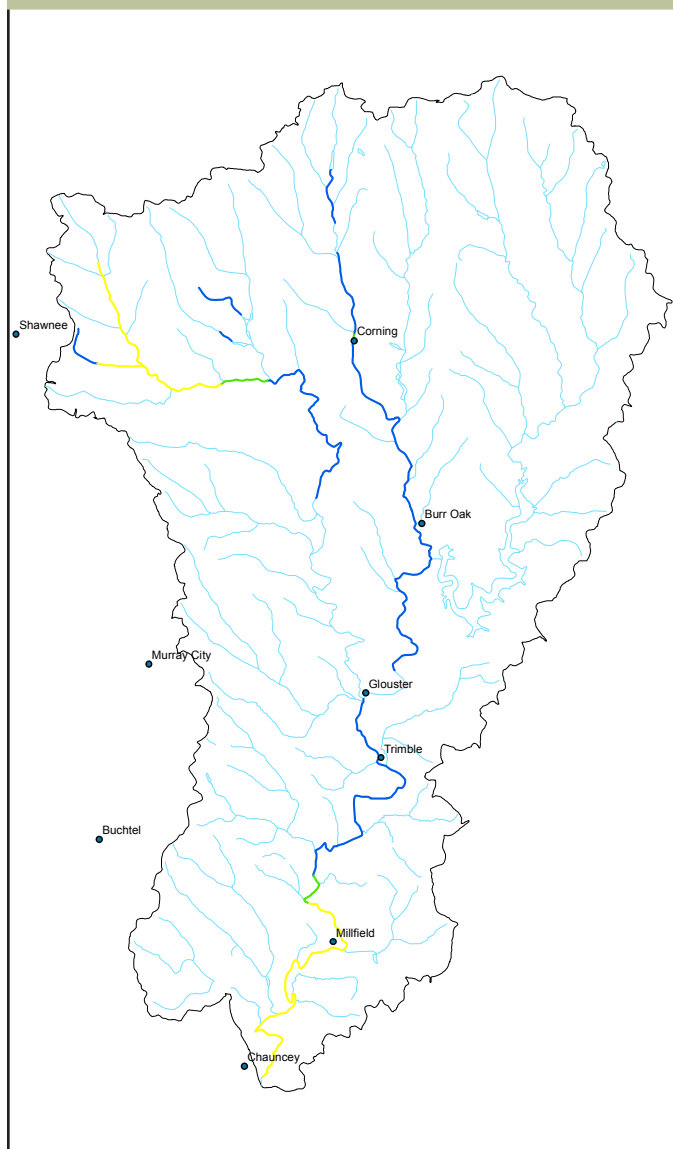 Shawnee
Corning
Burr Oak
Murray City
Glouster
Trimble
Buchtel
Millfield
Chauncey